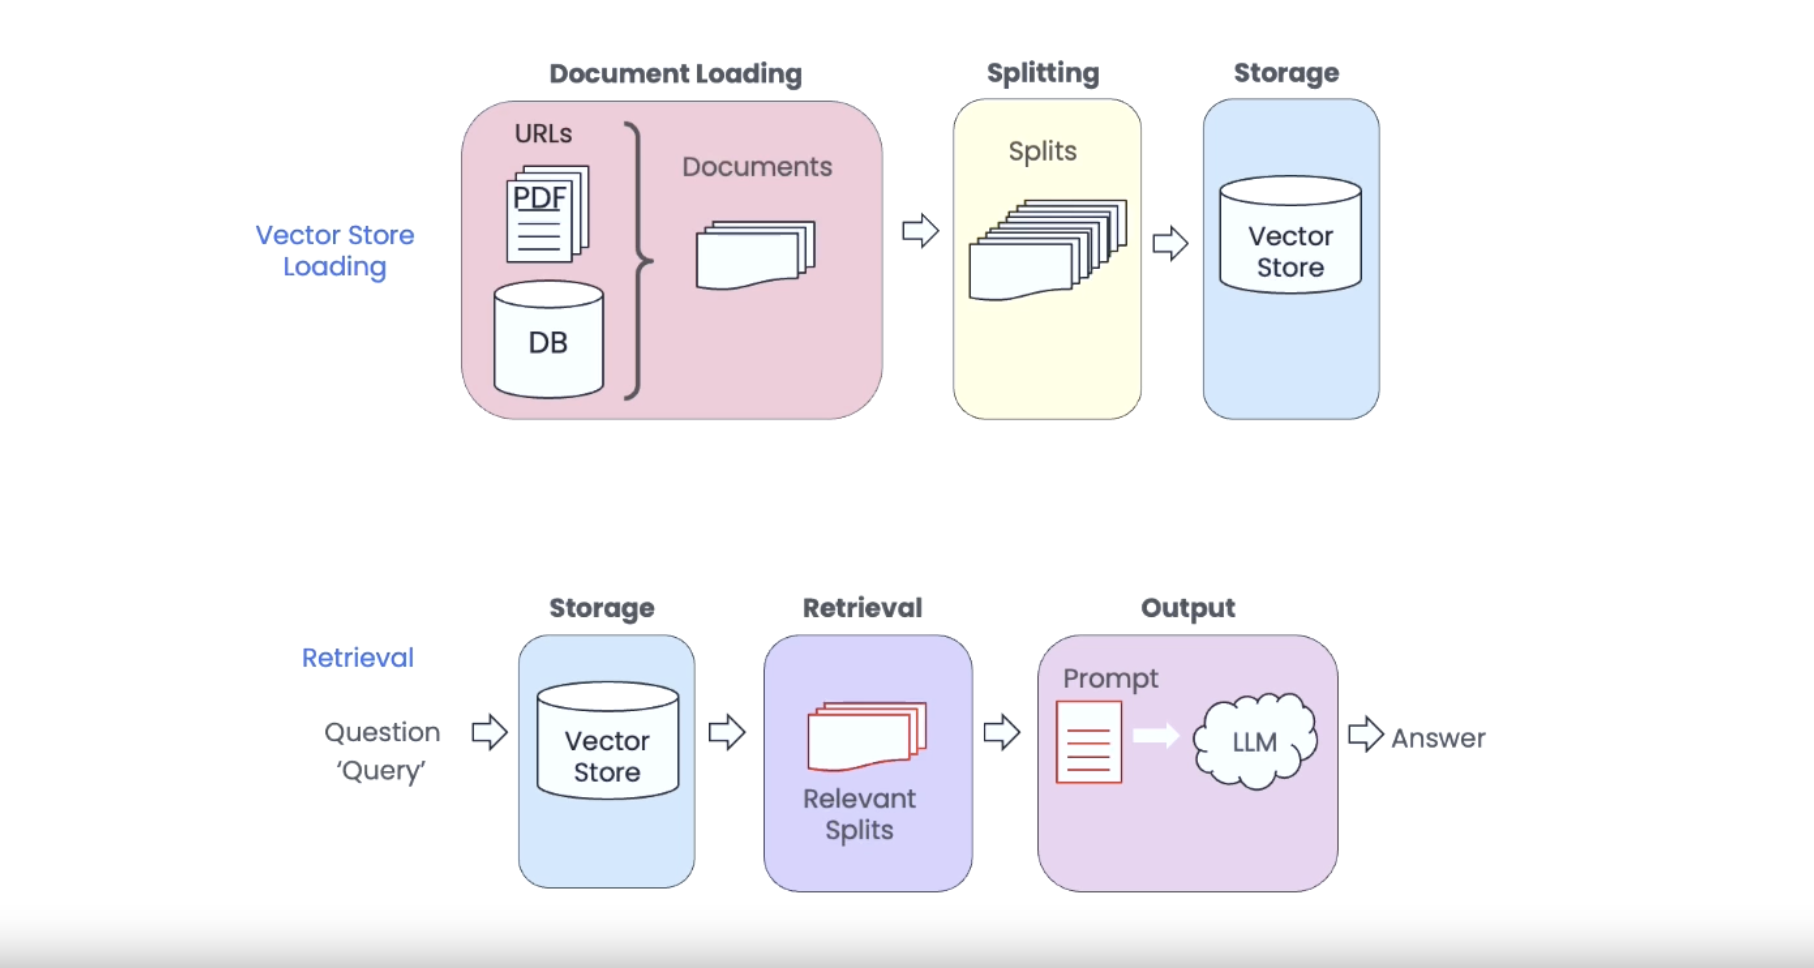 Document Loading
Splitting
Storage
URLs
Documents
Splits
PDF
Vector Store
Loading
Vector
Store
DB
Storage
Retrieval
Output
Retrieval
Prompt
Question
'Query'
Vector
Store
LLM
Answer
Relevant
Splits